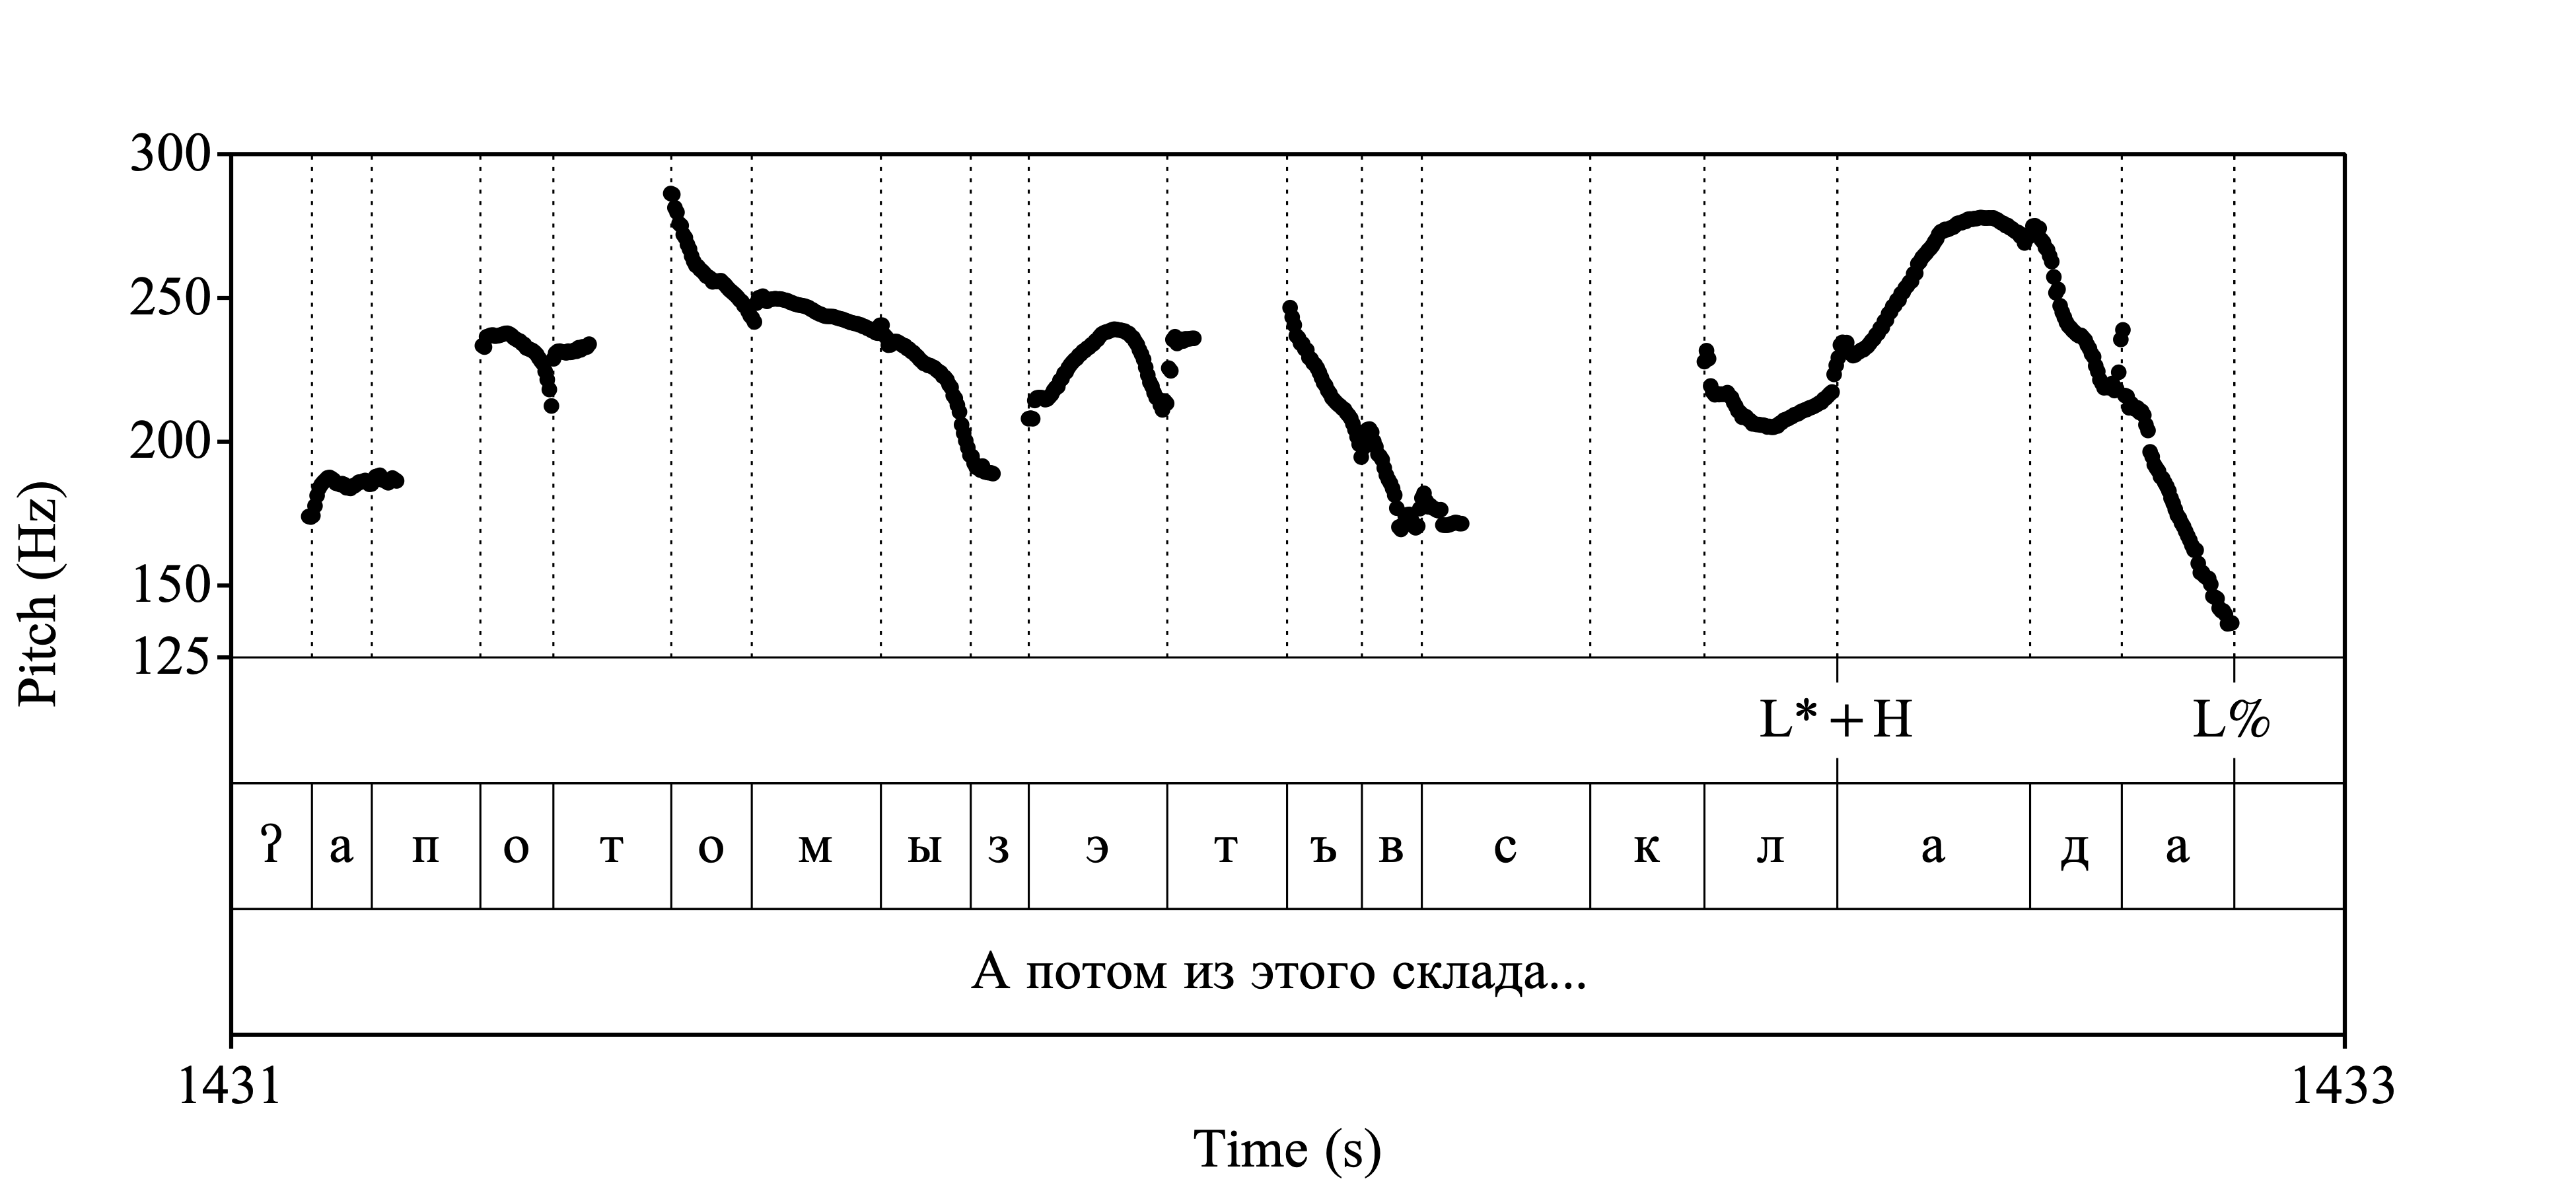 300
250
200
150
125
Pitch (Hz)
L*+H L%
ʔ а п о т о м ы з э т ъ в с к л а д а
А потом из этого склада...
1431 1433
Time (s)